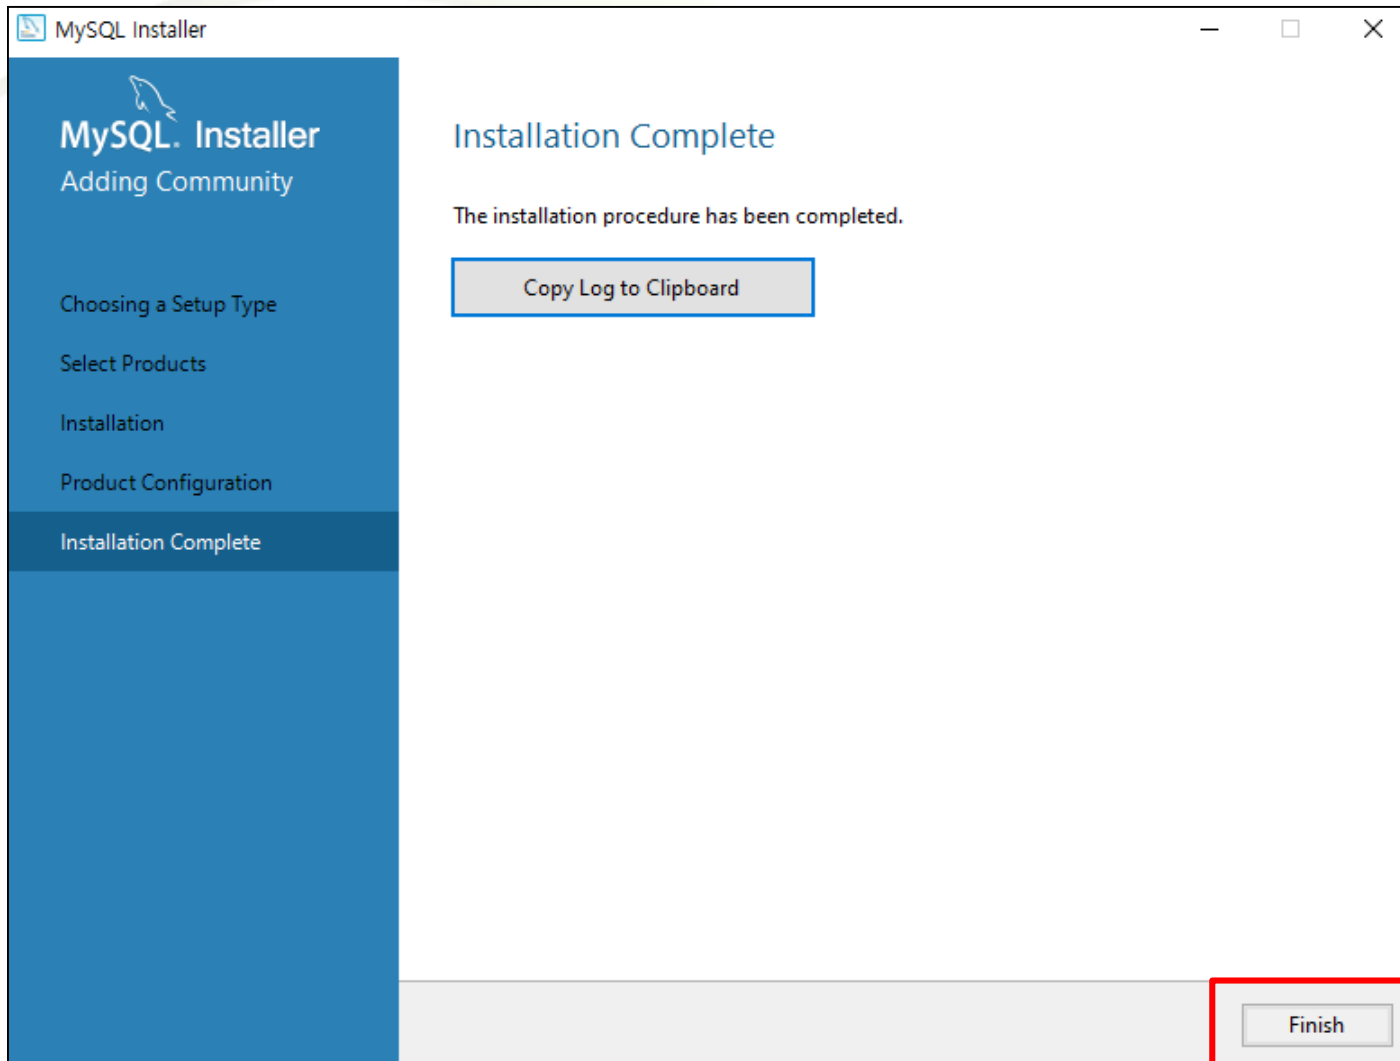 MySQL Installer
MySQL. Installer
Adding Community
Choosing a Setup Type
Select Products
Installation
Product Configuration
Installation Complete
Installation Complete
The installation procedure has been completed.
Copy Log to Clipboard
Finish